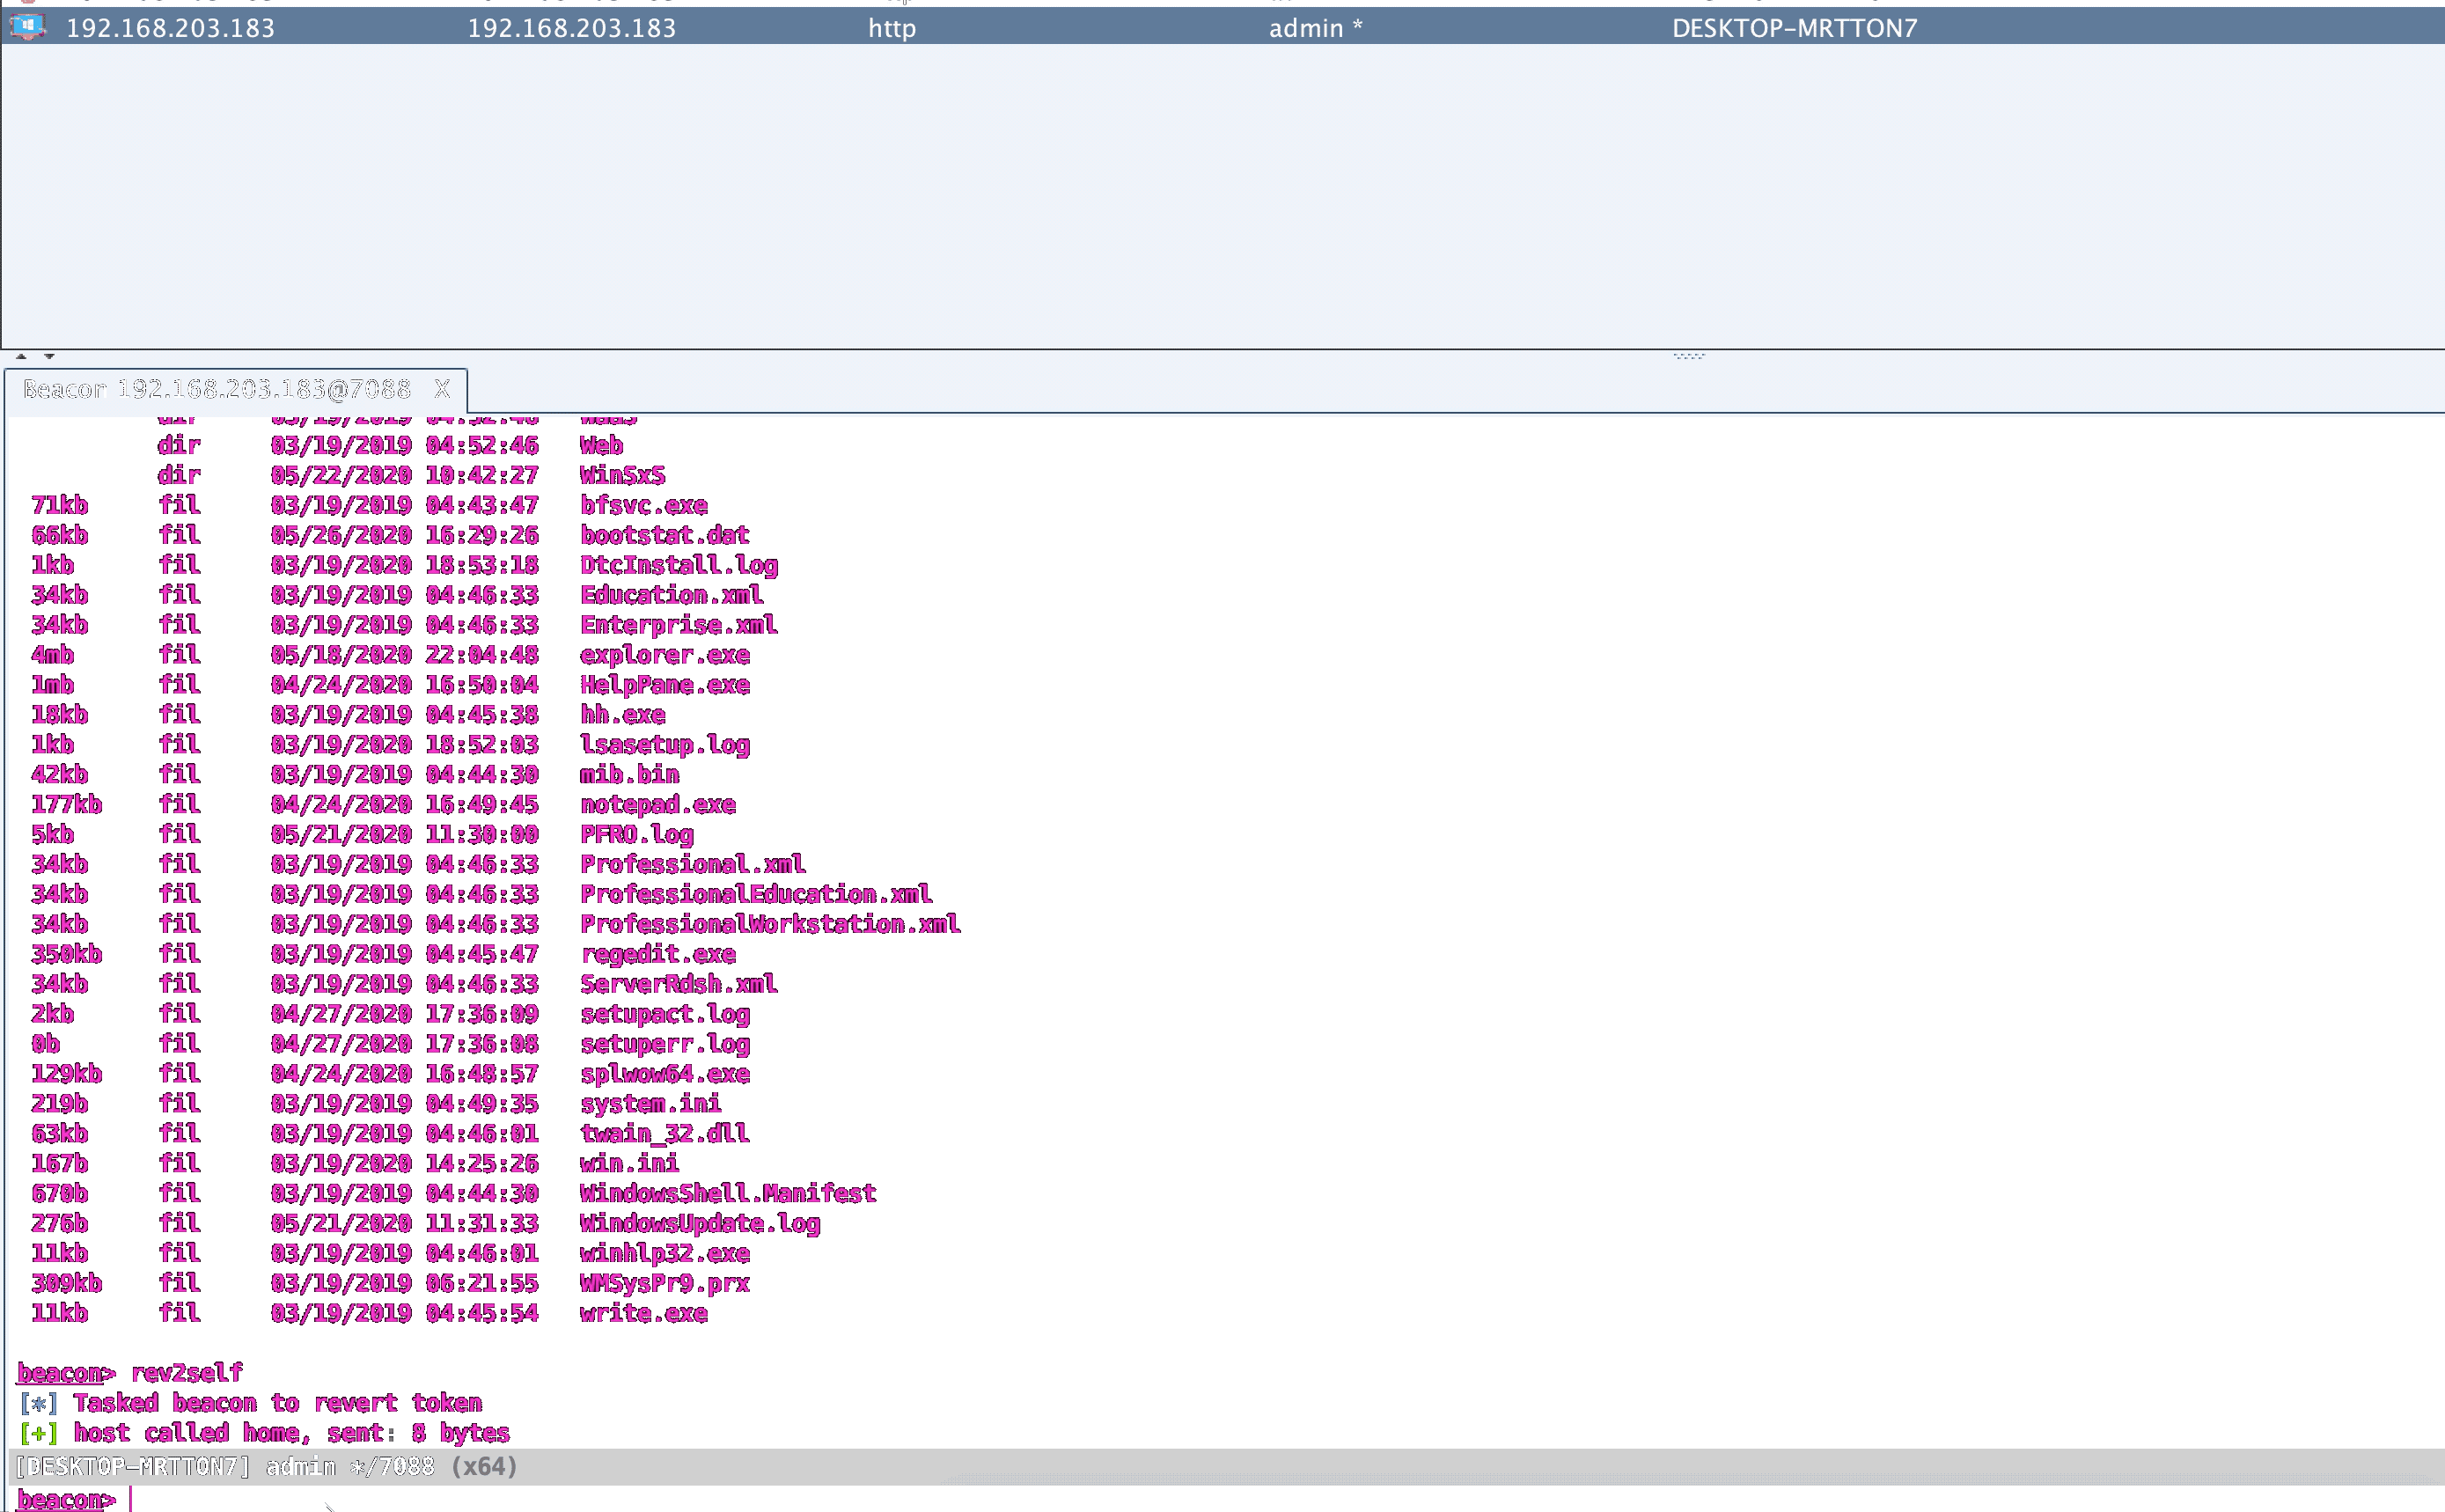 192.168.203.183 192.168.203.183 http admin * DESKTOP-MRTTON7
Beacon 192.168.203.183@7088 X
dir 03/19/2019 04:52:46 Web
dir 05/22/2020 10:42:27 WinSxS
71kb fil 03/19/2019 04:43:47 bfsvc.exe
66kb fil 05/26/2020 16:29:26 bootstat.dat
1kb fil 03/19/2020 18:53:18 DtcInstall.log
34kb fil 03/19/2019 04:46:33 Education.xml
34kb fil 03/19/2019 04:46:33 Enterprise.xml
4mb fil 05/18/2020 22:04:48 explorer.exe
1mb fil 04/24/2020 16:50:04 HelpPane.exe
18kb fil 03/19/2019 04:45:38 hh.exe
1kb fil 03/19/2020 18:52:03 lsasetup.log
42kb fil 03/19/2019 04:44:30 mib.bin
177kb fil 04/24/2020 16:49:45 notepad.exe
5kb fil 05/21/2020 11:30:00 PFRO.log
34kb fil 03/19/2019 04:46:33 Professional.xml
34kb fil 03/19/2019 04:46:33 ProfessionalEducation.xml
34kb fil 03/19/2019 04:46:33 ProfessionalWorkstation.xml
350kb fil 03/19/2019 04:45:47 regedit.exe
34kb fil 03/19/2019 04:46:33 ServerRdsh.xml
2kb fil 04/27/2020 17:36:09 setupact.log
0b fil 04/27/2020 17:36:08 setuperr.log
129kb fil 04/24/2020 16:48:57 splwow64.exe
219b fil 03/19/2019 04:49:35 system.ini
63kb fil 03/19/2019 04:46:01 twain_32.dll
167b fil 03/19/2020 14:25:26 win.ini
670b fil 03/19/2019 04:44:30 WindowsShell.Manifest
276b fil 05/21/2020 11:31:33 WindowsUpdate.log
11kb fil 03/19/2019 04:46:01 winhlp32.exe
309kb fil 03/19/2019 06:21:55 WMSysPr9.prx
11kb fil 03/19/2019 04:45:54 write.exe
beacon> rev2self
[*] Tasked beacon to revert token
[+] host called home, sent: 8 bytes
[DESKTOP-MRTTON7] admin */7088 (x64)
beacon>